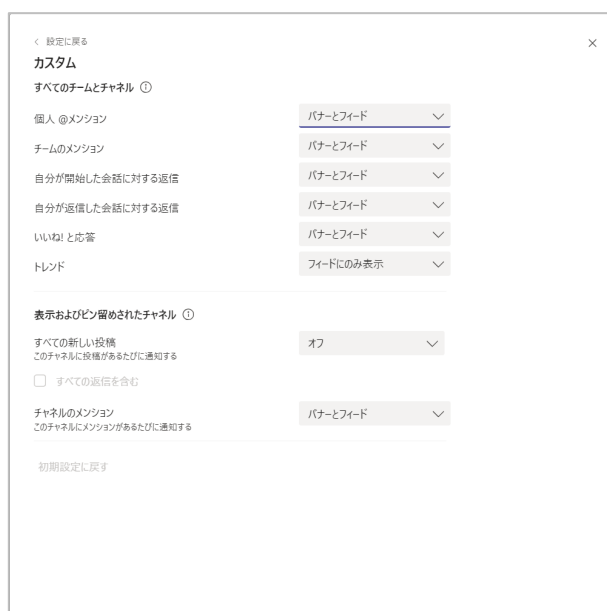 設定に戻る
カスタム
すべてのチームとチャネル
個人 @メンション
バナーとフィード
チームのメンション
バナーとフィード
自分が開始した会話に対する返信
バナーとフィード
自分が返信した会話に対する返信
バナーとフィード
いいね! と応答
バナーとフィード
トレンド
フィードにのみ表示
表示およびピン留めされたチャネル
すべての新しい投稿
オフ
このチャネルに投稿があるたびに通知する
すべての返信を含む
チャネルのメンション
バナーとフィード
このチャネルにメンションがあるたびに通知する
初期設定に戻す